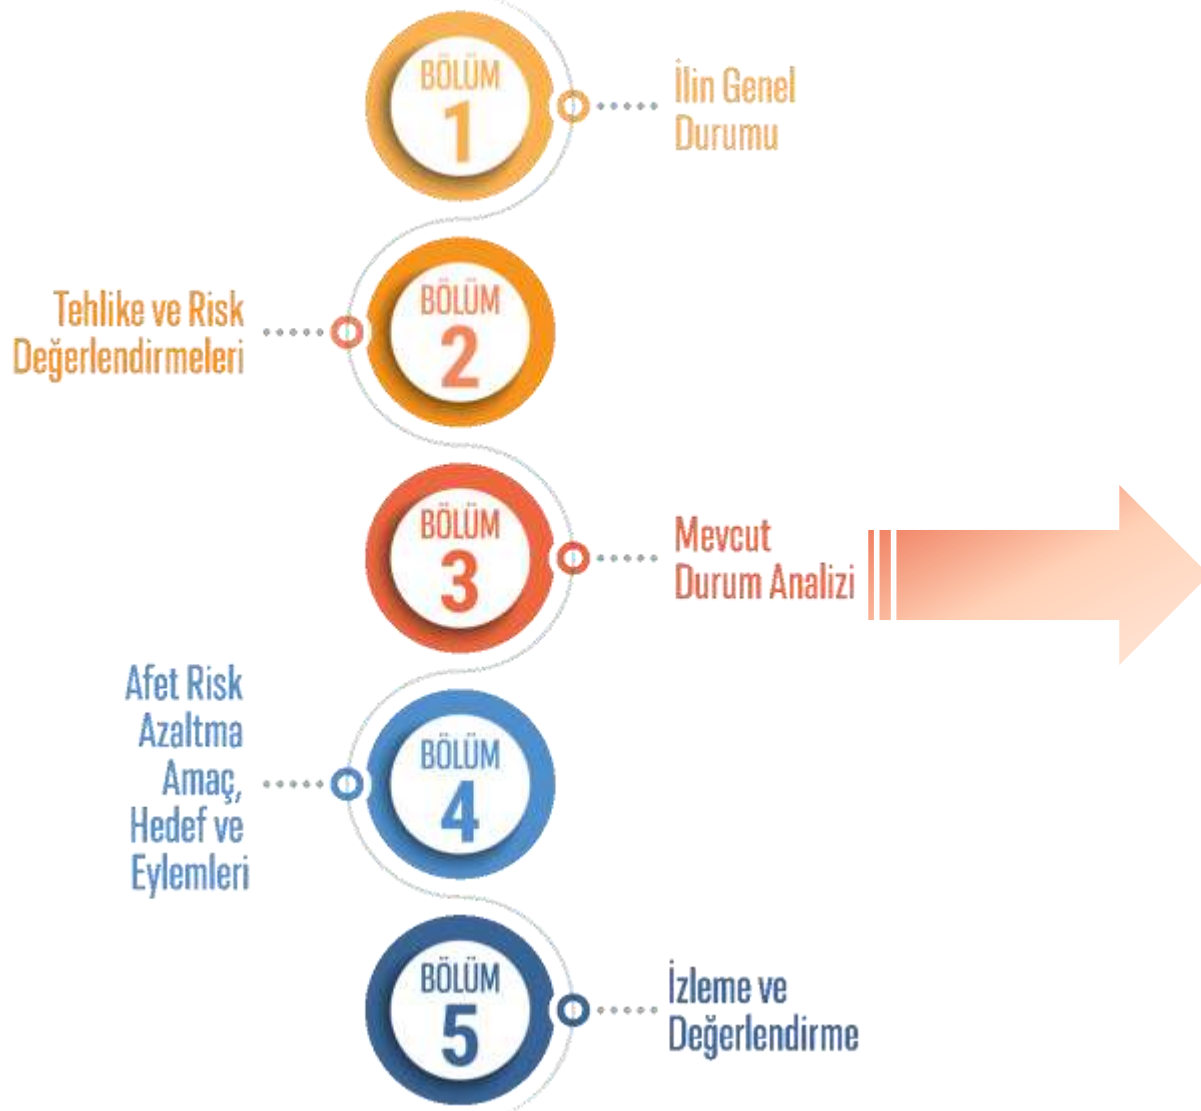 BÖLÜM
1
İlin Genel
Durumu
BÖLÜM
2
Tehlike ve Risk
Değerlendirmeleri
BÖLÜM
3
Mevcut
Durum Analizi
BÖLÜM
4
Afet Risk
Azaltma
Amaç,
Hedef ve
Eylemleri
BÖLÜM
5
İzleme ve
Değerlendirme